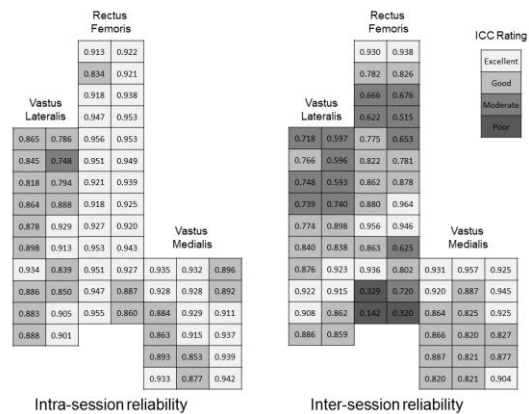 Rectus
Femoris
0.913 0.922
0.834 0.921
0.918 0.938
0.947 0.953
0.956 0.953
0.951 0.949
0.921 0.939
0.918 0.925
0.927 0.920
0.953 0.943
0.951 0.927
0.947 0.887
0.955 0.860
Vastus
Lateralis
0.865 0.786
0.845 0.748
0.818 0.794
0.864 0.888
0.878 0.929
0.898 0.913
0.934 0.839
0.886 0.850
0.883 0.905
0.888 0.901
Vastus
Medialis
0.935 0.932 0.896
0.928 0.928 0.892
0.884 0.929 0.911
0.863 0.915 0.937
0.893 0.853 0.939
0.933 0.877 0.942
Intra-session reliability
Rectus
Femoris
0.930 0.938
0.782 0.826
0.666 0.676
0.622 0.515
0.775 0.653
0.822 0.781
0.862 0.878
0.880 0.964
0.956 0.946
0.863 0.625
0.936 0.802
0.329 0.720
0.142 0.320
Vastus
Lateralis
0.718 0.597
0.766 0.596
0.748 0.593
0.739 0.740
0.774 0.898
0.840 0.838
0.876 0.923
0.922 0.915
0.908 0.862
0.886 0.859
Vastus
Medialis
0.931 0.957 0.925
0.920 0.887 0.945
0.864 0.825 0.925
0.866 0.820 0.827
0.887 0.821 0.877
0.820 0.821 0.904
Inter-session reliability
ICC Rating
Excellent
Good
Moderate
Poor